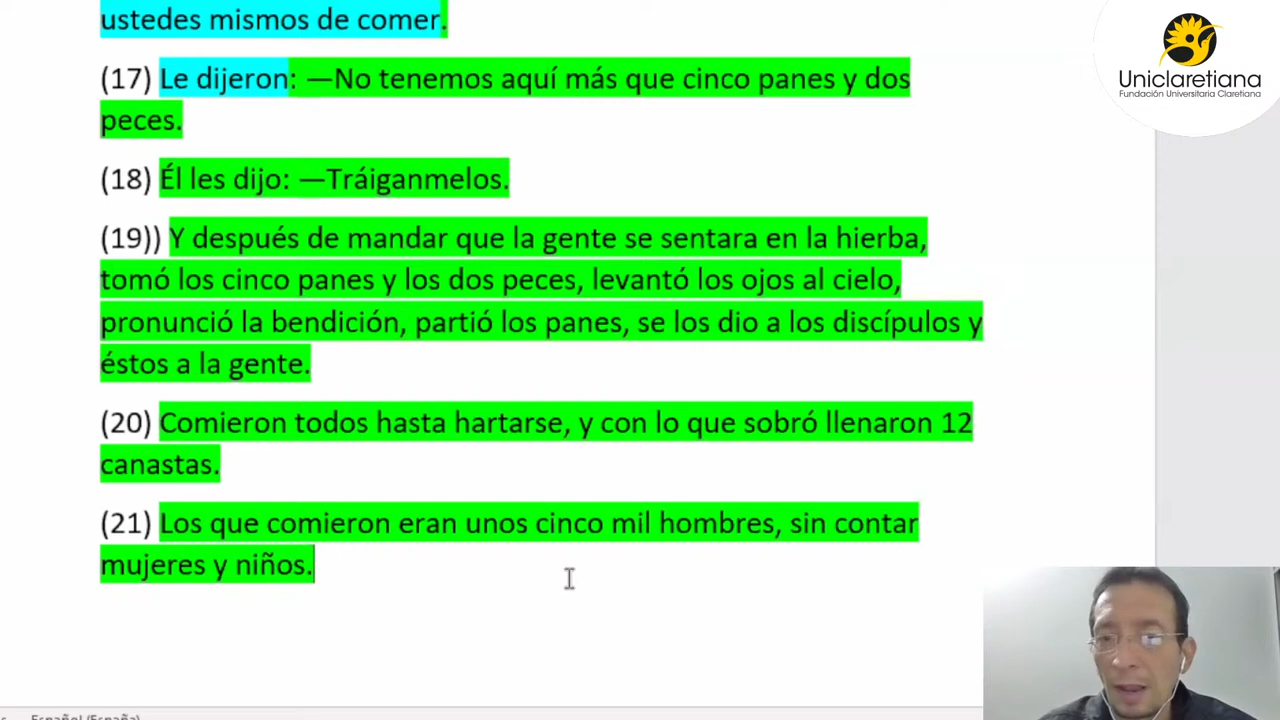 ustedes mismos de comer.
(17) Le dijeron: —No tenemos aquí más que cinco panes y dos
peces.
(18) Él les dijo: —Tráiganmelos.
(19)) Y después de mandar que la gente se sentara en la hierba,
tomó los cinco panes y los dos peces, levantó los ojos al cielo,
pronunció la bendición, partió los panes, se los dio a los discípulos y
éstos a la gente.
(20) Comieron todos hasta hartarse, y con lo que sobró llenaron 12
canastas.
(21) Los que comieron eran unos cinco mil hombres, sin contar
mujeres y niños.
Uniclaretiana
Fundación Universitaria Claretiana
Español (España)